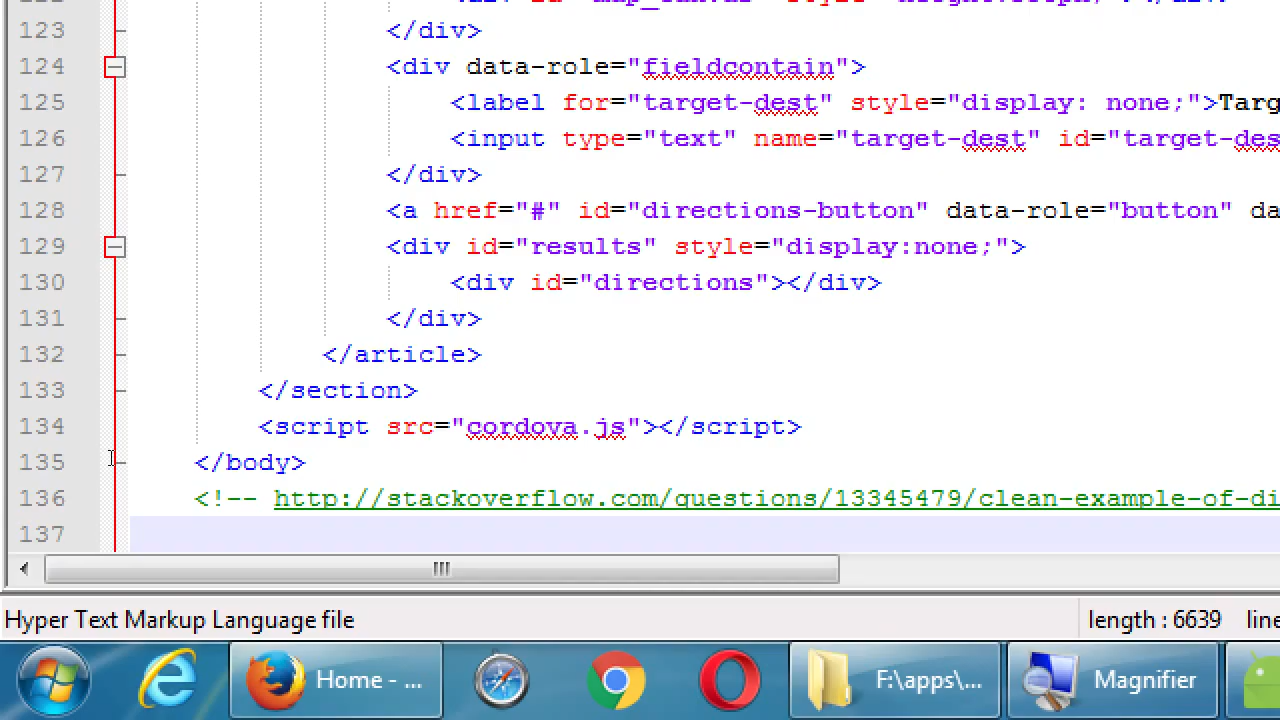 123 </div>
124 <div data-role="fieldcontain">
125 <label for="target-dest" style="display: none;">Targ
126 <input type="text" name="target-dest" id="target-des
127 </div>
128 <a href="#" id="directions-button" data-role="button" da
129 <div id="results" style="display:none;">
130 <div id="directions"></div>
131 </div>
132 </article>
133 </section>
134 <script src="cordova.js"></script>
135 </body>
136 <!-- http://stackoverflow.com/questions/13345479/clean-example-of-di
137
Hyper Text Markup Language file length : 6639 line
Home - ... F:\apps\... Magnifier